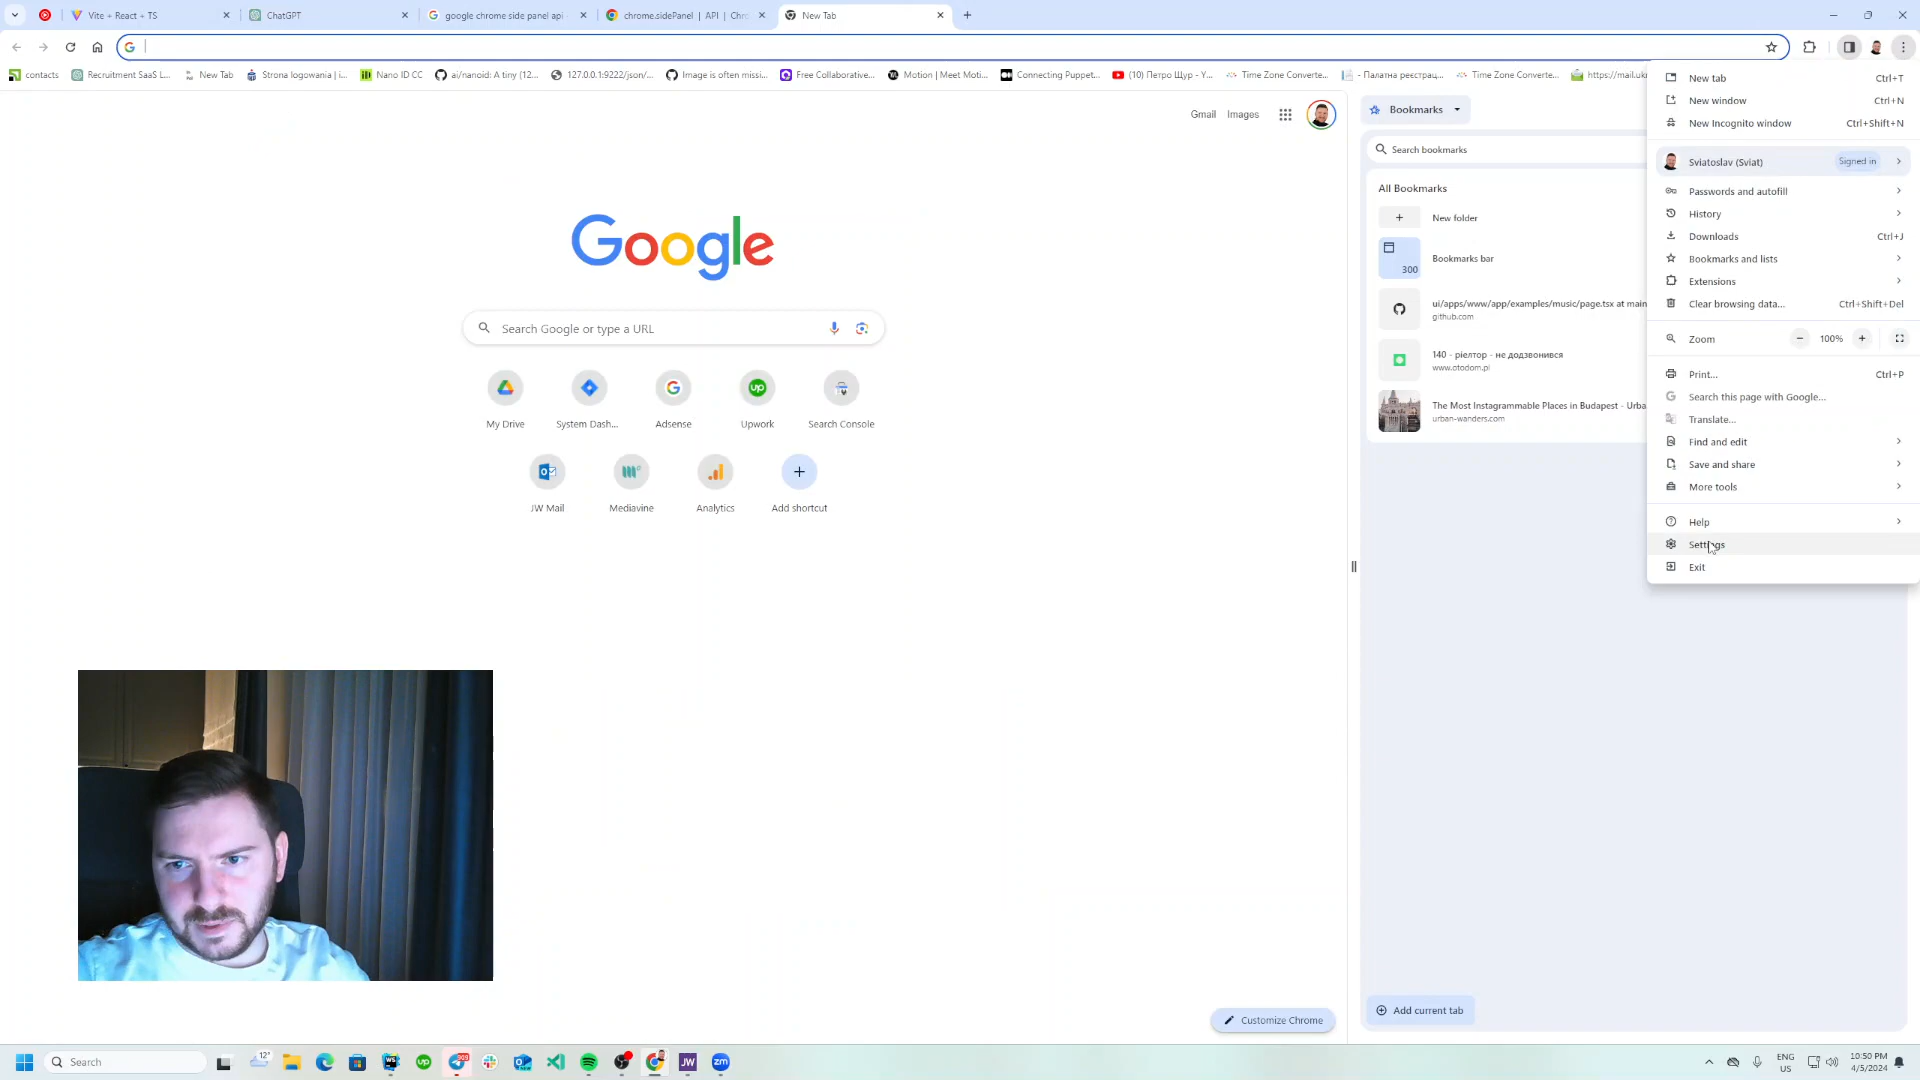 Vite + React + TS
ChatGPT
google chrome side panel api -
chrome.sidePanel | API | Chr
New Tab
contacts
Recruitment SaaS L...
New Tab
Strona logowania | i...
Nano ID CC
ai/nanoid: A tiny (12...
127.0.0.1:9222/json/...
Image is often missi...
Free Collaborative...
Motion | Meet Moti...
Connecting Puppet...
(10) Петро Щур - Y...
Time Zone Converte...
- Палатна реєстрац...
Time Zone Converte...
https://mail.uk
Gmail
Images
Google
Search Google or type a URL
My Drive
System Dash...
Adsense
Upwork
Search Console
JW Mail
Mediavine
Analytics
Add shortcut
Customize Chrome
Bookmarks
Search bookmarks
All Bookmarks
New folder
300
Bookmarks bar
ui/apps/www/app/examples/music/page.tsx at main
github.com
140 - ріелтор - не додзвонився
www.otodom.pl
The Most Instagrammable Places in Budapest - Urba
urban-wanders.com
Add current tab
New tab Ctrl+T
New window Ctrl+N
New Incognito window Ctrl+Shift+N
Sviatoslav (Sviat) Signed in
Passwords and autofill
History
Downloads Ctrl+J
Bookmarks and lists
Extensions
Clear browsing data... Ctrl+Shift+Del
Zoom 100%
Print... Ctrl+P
Search this page with Google...
Translate...
Find and edit
Save and share
More tools
Help
Settings
Exit
Search
12°
WS
up
JW
zm
ENG
US
10:50 PM
4/5/2024